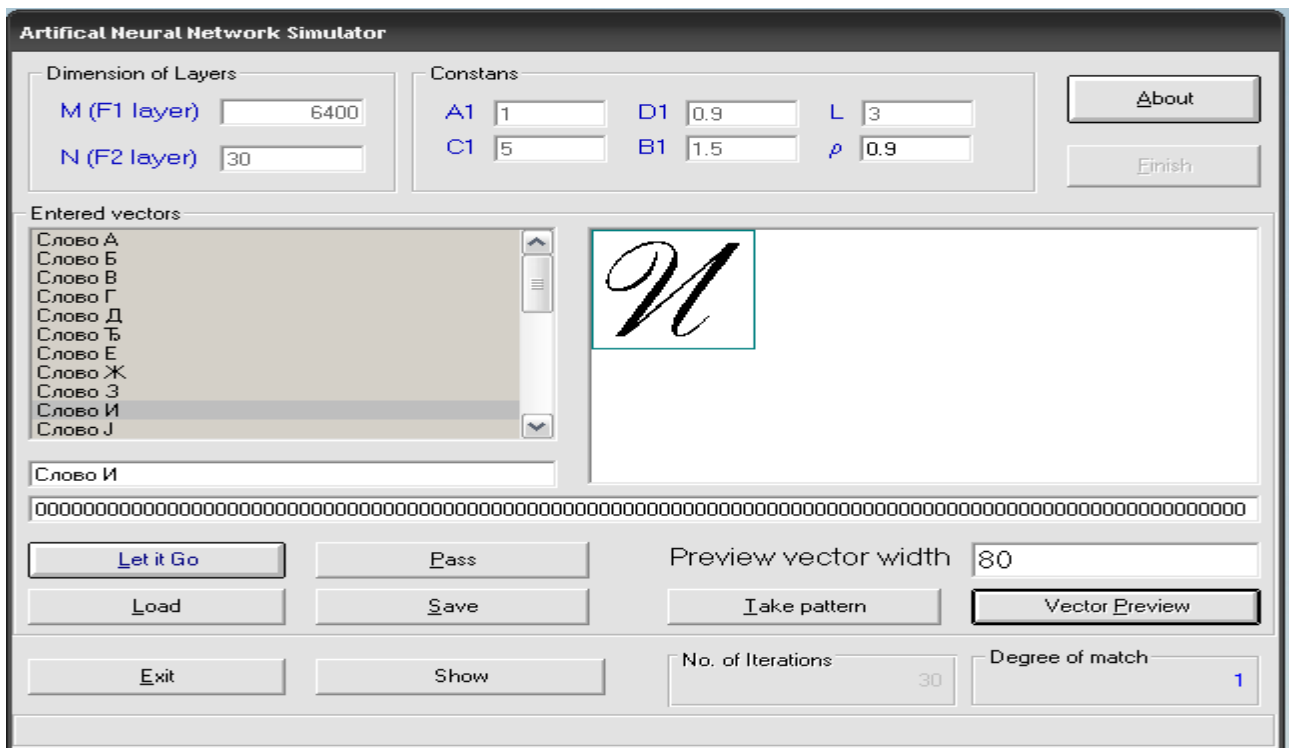 Artifical Neural Network Simulator
Dimension of Layers
M (F1 layer) 6400
N (F2 layer) 30
Constans
A1 1 D1 0.9 L 3
C1 5 B1 1.5 ρ 0.9
About
Finish
Entered vectors
Слово А
Слово Б
Слово В
Слово Г
Слово Д
Слово Ђ
Слово Е
Слово Ж
Слово З
Слово И
Слово Ј
И
Слово И
00000000000000000000000000000000000000000000000000000000000000000000000000000000000000000000000000000
Let it Go
Pass
Preview vector width 80
Load
Save
Take pattern
Vector Preview
Exit
Show
No. of Iterations
30
Degree of match
1